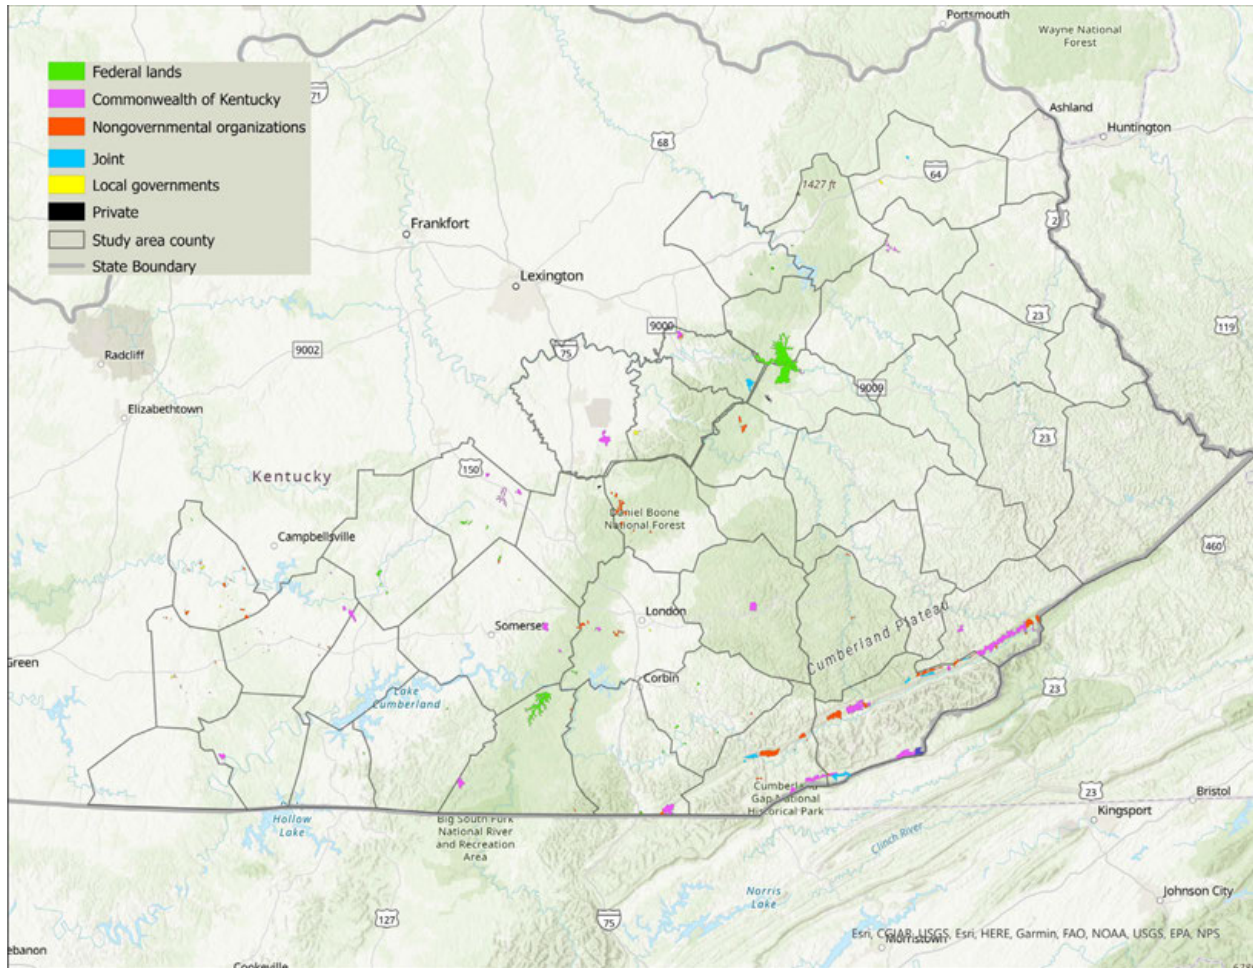 Portsmouth
Wayne National
Forest
Federal lands
Commonwealth of Kentucky
Nongovernmental organizations
Joint
Local governments
Private
Study area county
State Boundary
71
Ashland
Huntington
68
64
1427 ft
2
Frankfort
Lexington
23
119
9000
75
9002
Radcliff
9009
Elizabethtown
23
150
Kentucky
Daniel Boone
National Forest
Campbellsville
460
London
Somerset
Cumberland Plateau
Green
Corbin
23
Lake
Cumberland
Cumberland
Gap National
Historical Park
23
Bristol
Kingsport
Hollow
Lake
Big South Fork
National River
and Recreation
Area
Clinch River
Norris
Lake
Johnson City
127
75
Esri, CGIAR, USGS, Esri, HERE, Garmin, FAO, NOAA, USGS, EPA, NPS
Morristown
ebanon
Cookeville